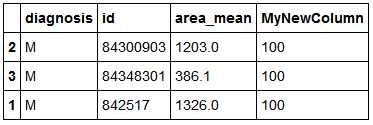 diagnosis id area_mean MyNewColumn
2 M 84300903 1203.0 100
3 M 84348301 386.1 100
1 M 842517 1326.0 100